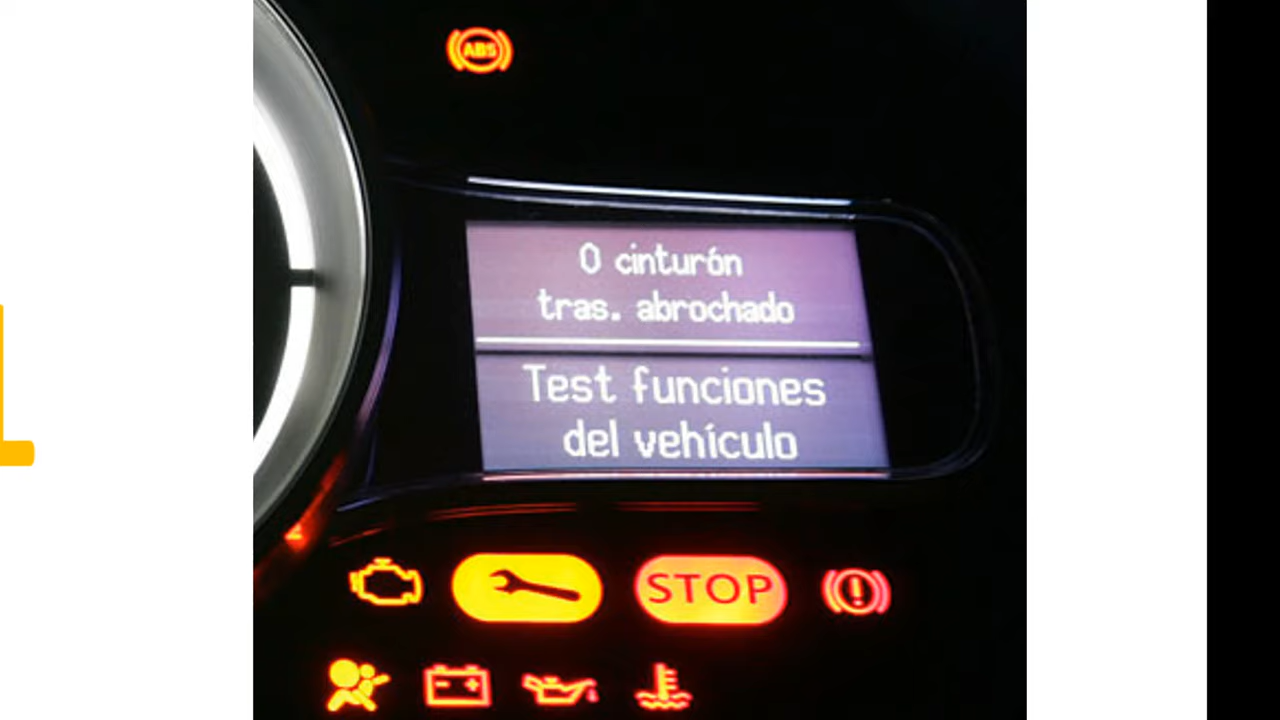 ABS
0 cinturón
tras. abrochado
Test funciones
del vehículo
STOP